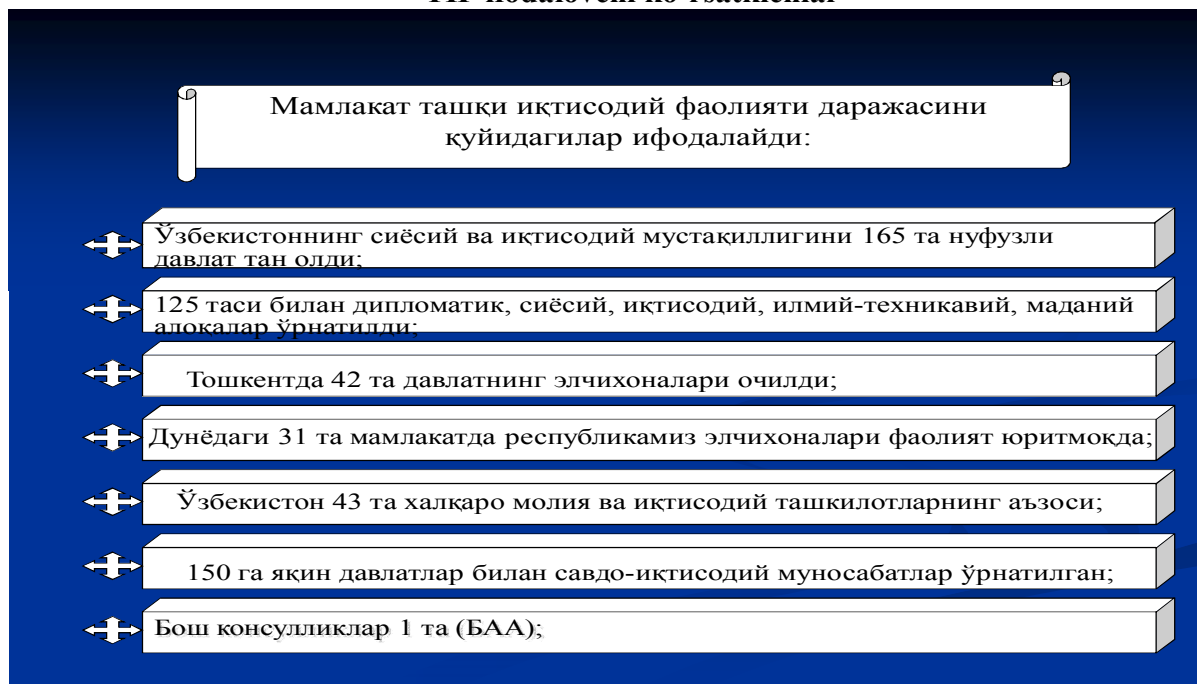 Мамлакат ташқи иқтисодий фаолияти даражасини
қуйидагилар ифодалайди:
Ўзбекистоннинг сиёсий ва иқтисодий мустақиллигини 165 та нуфузли
давлат тан олди;
125 таси билан дипломатик, сиёсий, иқтисодий, илмий-техникавий, маданий
алоқалар ўрнатилди;
Тошкентда 42 та давлатнинг элчихоналари очилди;
Дунёдаги 31 та мамлакатда республикамиз элчихоналари фаолият юритмоқда;
Ўзбекистон 43 та халқаро молия ва иқтисодий ташкилотларнинг аъзоси;
150 га яқин давлатлар билан савдо-иқтисодий муносабатлар ўрнатилган;
Бош консулликлар 1 та (БАА);